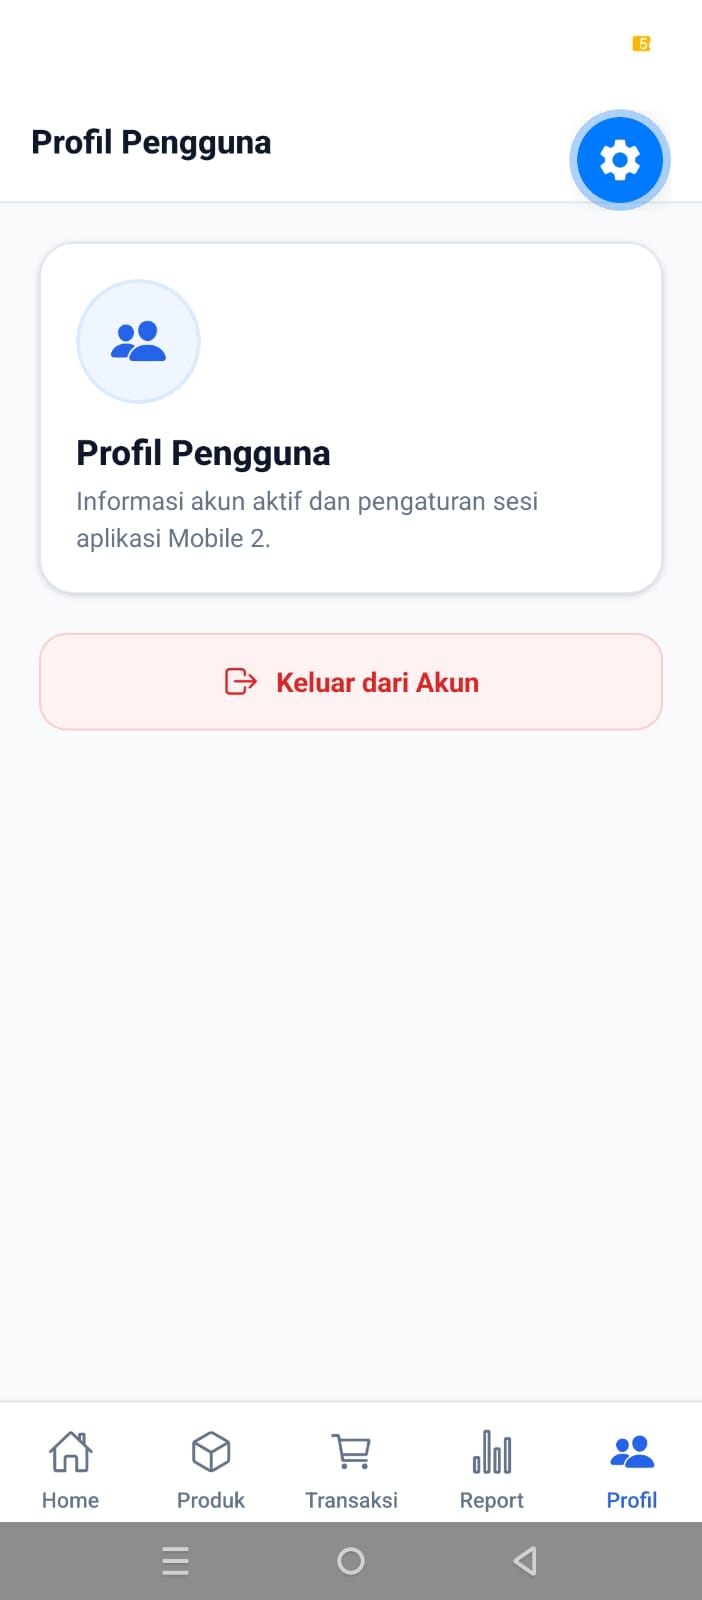 Profil Pengguna
Profil Pengguna
Informasi akun aktif dan pengaturan sesi
aplikasi Mobile 2.
Keluar dari Akun
Home
Produk
Transaksi
Report
Profil